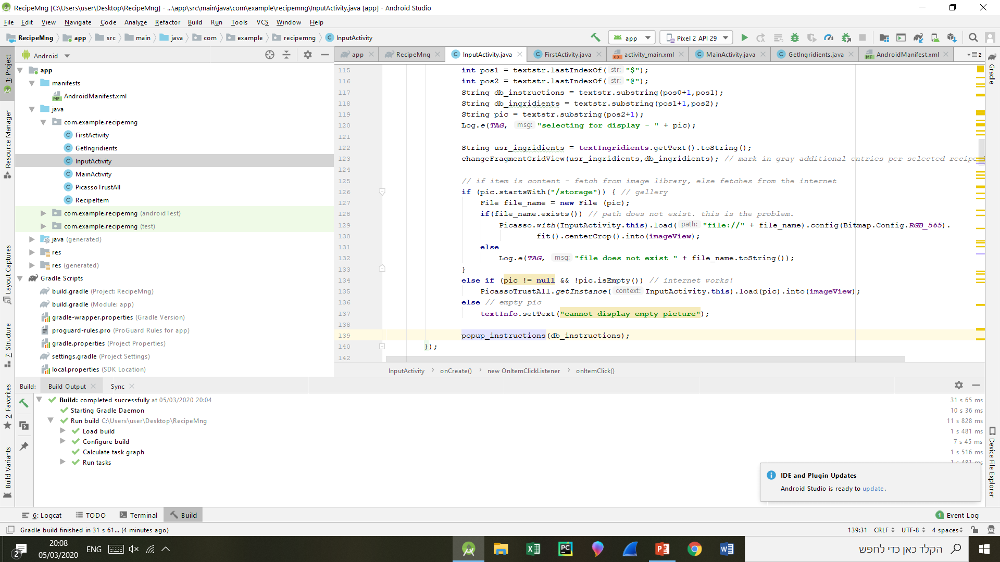 RecipeMng [C:\Users\user\Desktop\RecipeMng] - ...\app\src\main\java\com\example\recipemng\InputActivity.java [app] - Android Studio
File Edit View Navigate Code Analyze Refactor Build Run Tools VCS Window Help
RecipeMng app src main java com example recipemng InputActivity
app Pixel 2 API 29
Android
app RecipeMng InputActivity.java FirstActivity.java activity_main.xml MainActivity.java GetIngridients.java AndroidManifest.xml 2
1: Project
Resource Manager
Layout Captures
7: Structure
2: Favorites
Build Variants
app
manifests
AndroidManifest.xml
java
com.example.recipemng
FirstActivity
GetIngridients
InputActivity
MainActivity
PicassoTrustAll
RecipeItem
com.example.recipemng (androidTest)
com.example.recipemng (test)
java (generated)
res
res (generated)
Gradle Scripts
build.gradle (Project: RecipeMng)
build.gradle (Module: app)
gradle-wrapper.properties (Gradle Version)
proguard-rules.pro (ProGuard Rules for app)
gradle.properties (Project Properties)
settings.gradle (Project Settings)
local.properties (SDK Location)
115 int pos1 = textstr.lastIndexOf( str: "$");
116 int pos2 = textstr.lastIndexOf( str: "@");
117 String db_instructions = textstr.substring(pos0+1,pos1);
118 String db_ingridients = textstr.substring(pos1+1,pos2);
119 String pic = textstr.substring(pos2+1);
120 Log.e(TAG, msg: "selecting for display - " + pic);
121
122 String usr_ingridients = textIngridients.getText().toString();
123 changeFragmentGridView(usr_ingridients,db_ingridients); // mark in gray additional entries per selected recipe
124
125 // if item is content - fetch from image library, else fetches from the internet
126 if (pic.startsWith("/storage")) { // gallery
127 File file_name = new File (pic);
128 if(file_name.exists()) // path does not exist. this is the problem.
129 Picasso.with(InputActivity.this).load( path: "file://" + file_name).config(Bitmap.Config.RGB_565).
130 fit().centerCrop().into(imageView);
131 else
132 Log.e(TAG, msg: "file does not exist " + file_name.toString());
133 }
134 else if (pic != null && !pic.isEmpty()) // internet works!
135 PicassoTrustAll.getInstance( context: InputActivity.this).load(pic).into(imageView);
136 else // empty pic
137 textInfo.setText("cannot display empty picture");
138
139 popup_instructions(db_instructions);
140 });
142
InputActivity › onCreate() › new OnItemClickListener › onItemClick()
Gradle
Device File Explorer
Build: Build Output Sync
Build: completed successfully at 05/03/2020 20:04 31 s 65 ms
Starting Gradle Daemon 10 s 36 ms
Run build C:\Users\user\Desktop\RecipeMng 11 s 828 ms
Load build 1 s 481 ms
Configure build 7 s 45 ms
Calculate task graph 1 s 516 ms
Run tasks 1 s 481 ms
IDE and Plugin Updates
Android Studio is ready to update.
6: Logcat TODO Terminal Build 1 Event Log
Gradle build finished in 31 s 61... (4 minutes ago) 139:31 CRLF UTF-8 4 spaces
2 20:08
05/03/2020
ENG
הקלד כאן כדי לחפש